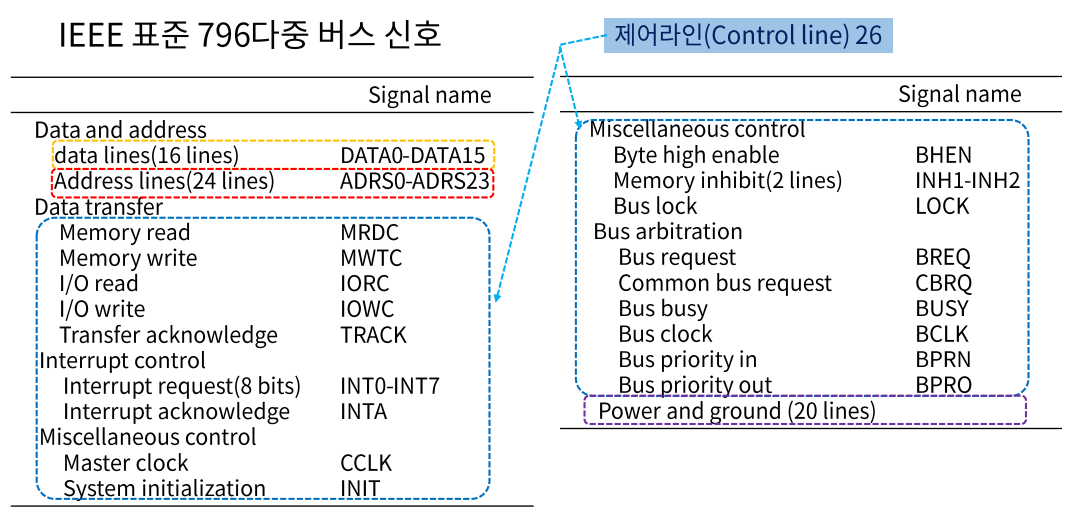 IEEE 표준 796다중 버스 신호
제어라인(Control line) 26
Signal name
Data and address
data lines(16 lines) DATA0-DATA15
Address lines(24 lines) ADRS0-ADRS23
Data transfer
Memory read MRDC
Memory write MWTC
I/O read IORC
I/O write IOWC
Transfer acknowledge TRACK
Interrupt control
Interrupt request(8 bits) INT0-INT7
Interrupt acknowledge INTA
Miscellaneous control
Master clock CCLK
System initialization INIT
Signal name
Miscellaneous control
Byte high enable BHEN
Memory inhibit(2 lines) INH1-INH2
Bus lock LOCK
Bus arbitration
Bus request BREQ
Common bus request CBRQ
Bus busy BUSY
Bus clock BCLK
Bus priority in BPRN
Bus priority out BPRO
Power and ground (20 lines)